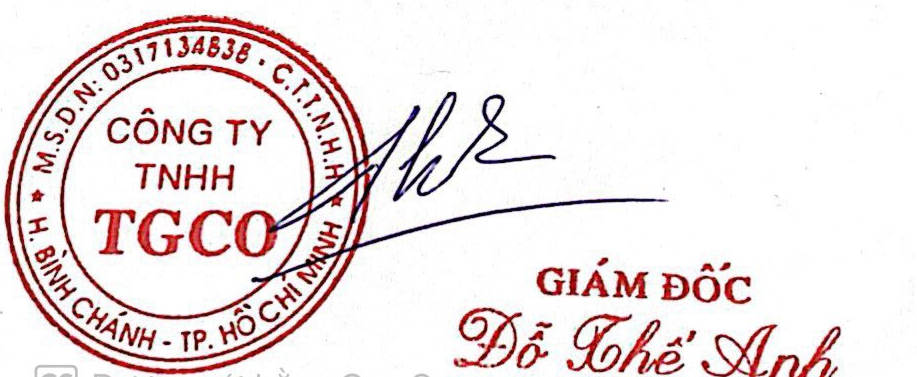 M.S.D.N: 0317134838 - C.T.T.N.H.H
CÔNG TY
TNHH
TGCO
H. BÌNH CHÁNH - TP. HỒ CHÍ MINH
GIÁM ĐỐC
Đỗ Thế Anh